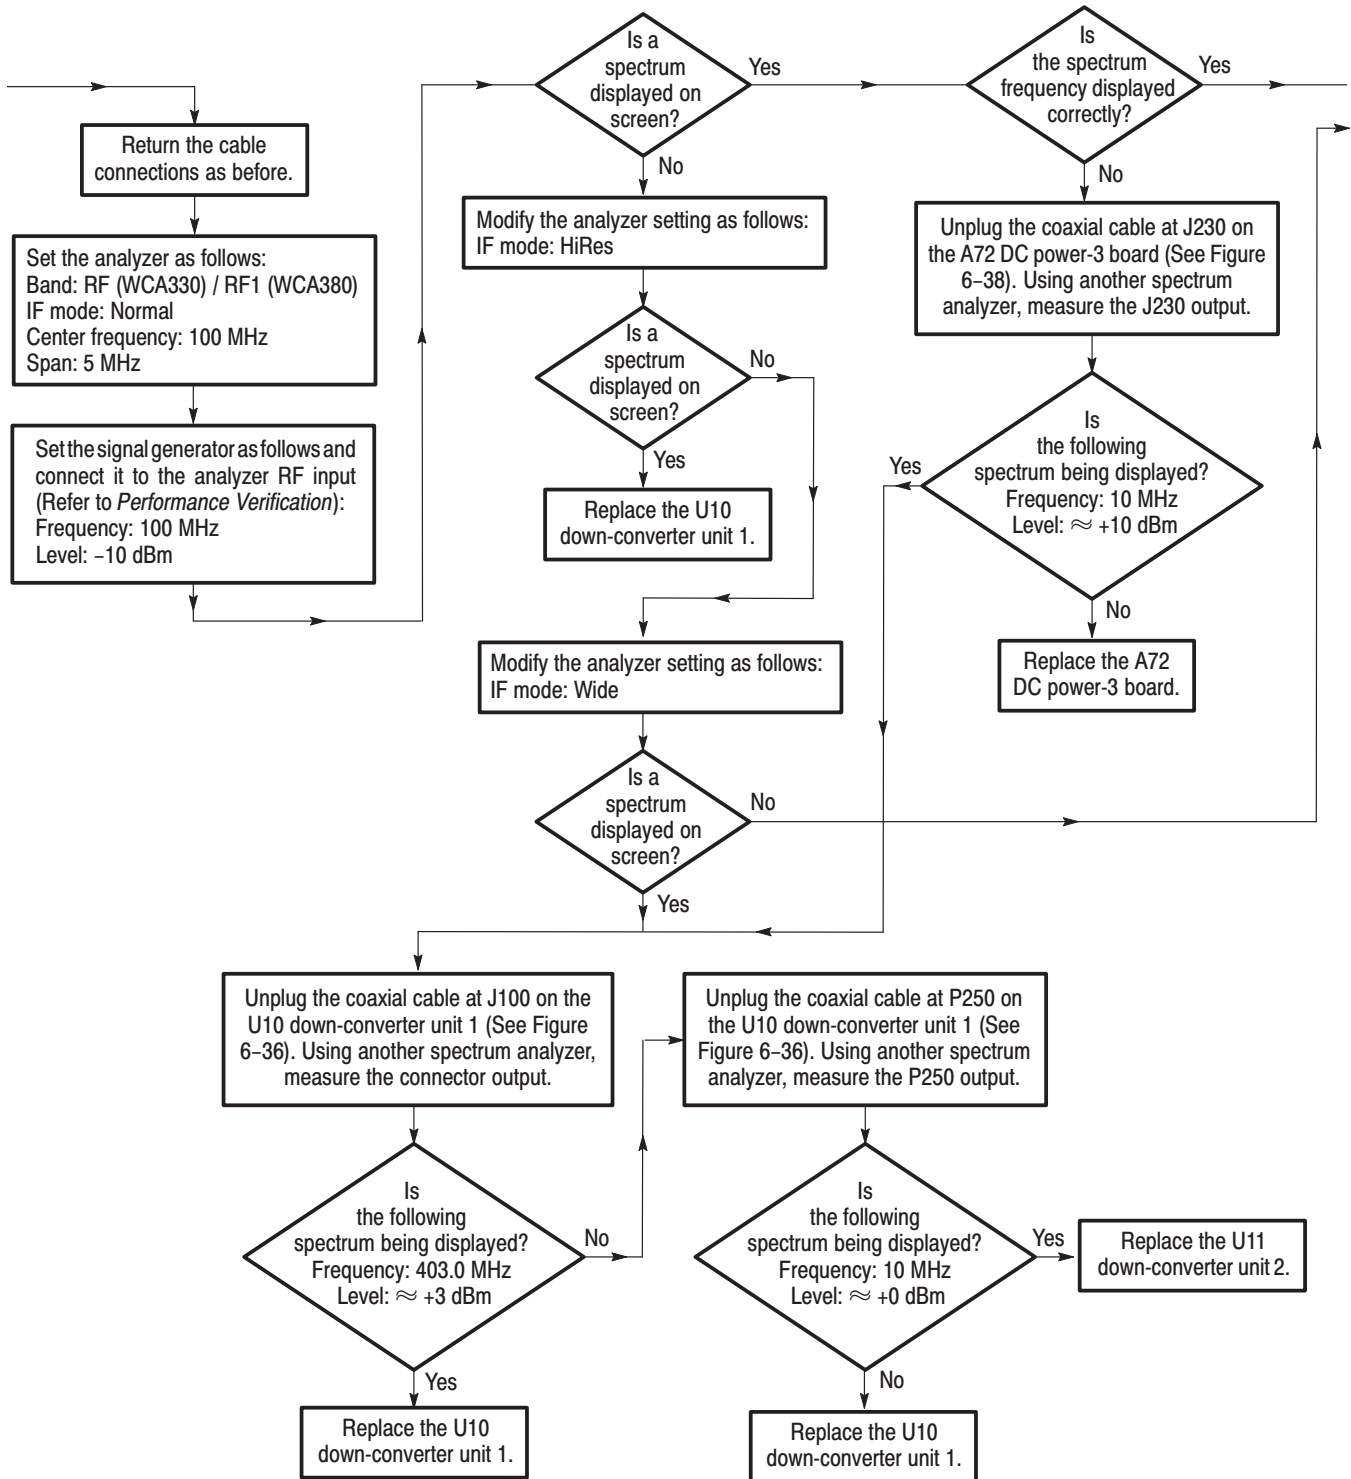 Return the cable
connections as before.
Set the analyzer as follows:
Band: RF (WCA330) / RF1 (WCA380)
IF mode: Normal
Center frequency: 100 MHz
Span: 5 MHz
Set the signal generator as follows and
connect it to the analyzer RF input
(Refer to Performance Verification):
Frequency: 100 MHz
Level: –10 dBm
Is a
spectrum
displayed on
screen?
Yes
No
Modify the analyzer setting as follows:
IF mode: HiRes
Is a
spectrum
displayed on
screen?
No
Yes
Replace the U10
down-converter unit 1.
Modify the analyzer setting as follows:
IF mode: Wide
Is a
spectrum
displayed on
screen?
No
Yes
Is
the spectrum
frequency displayed
correctly?
Yes
No
Unplug the coaxial cable at J230 on
the A72 DC power-3 board (See Figure
6–38). Using another spectrum
analyzer, measure the J230 output.
Is
the following
spectrum being displayed?
Frequency: 10 MHz
Level: ≈ +10 dBm
Yes
No
Replace the A72
DC power-3 board.
Unplug the coaxial cable at J100 on the
U10 down-converter unit 1 (See Figure
6–36). Using another spectrum analyzer,
measure the connector output.
Is
the following
spectrum being displayed?
Frequency: 403.0 MHz
Level: ≈ +3 dBm
No
Yes
Replace the U10
down-converter unit 1.
Unplug the coaxial cable at P250 on
the U10 down-converter unit 1 (See
Figure 6–36). Using another spectrum
analyzer, measure the P250 output.
Is
the following
spectrum being displayed?
Frequency: 10 MHz
Level: ≈ +0 dBm
Yes
No
Replace the U11
down-converter unit 2.
Replace the U10
down-converter unit 1.